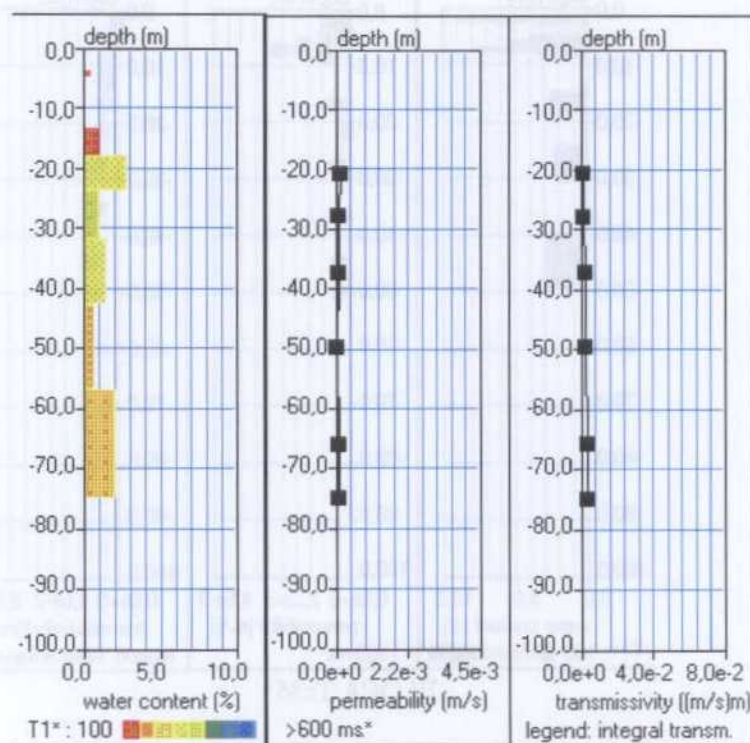 depth (m)
0,0
-10,0
-20,0
-30,0
-40,0
-50,0
-60,0
-70,0
-80,0
-90,0
-100,0
0,0 5,0 10,0
water content (%)
T1* : 100
depth (m)
0,0
-10,0
-20,0
-30,0
-40,0
-50,0
-60,0
-70,0
-80,0
-90,0
-100,0
0,0e+0 2,2e-3 4,5e-3
permeability (m/s)
>600 ms*
depth (m)
0,0
-10,0
-20,0
-30,0
-40,0
-50,0
-60,0
-70,0
-80,0
-90,0
-100,0
0,0e+0 4,0e-2 8,0e-2
transmissivity ((m/s)m)
legend: integral transm.